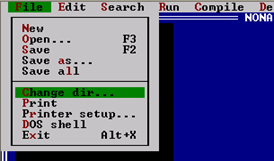 File Edit Search Run Compile De
NONA
New
Open... F3
Save F2
Save as...
Save all
Change dir...
Print
Printer setup...
DOS shell
Exit Alt+X